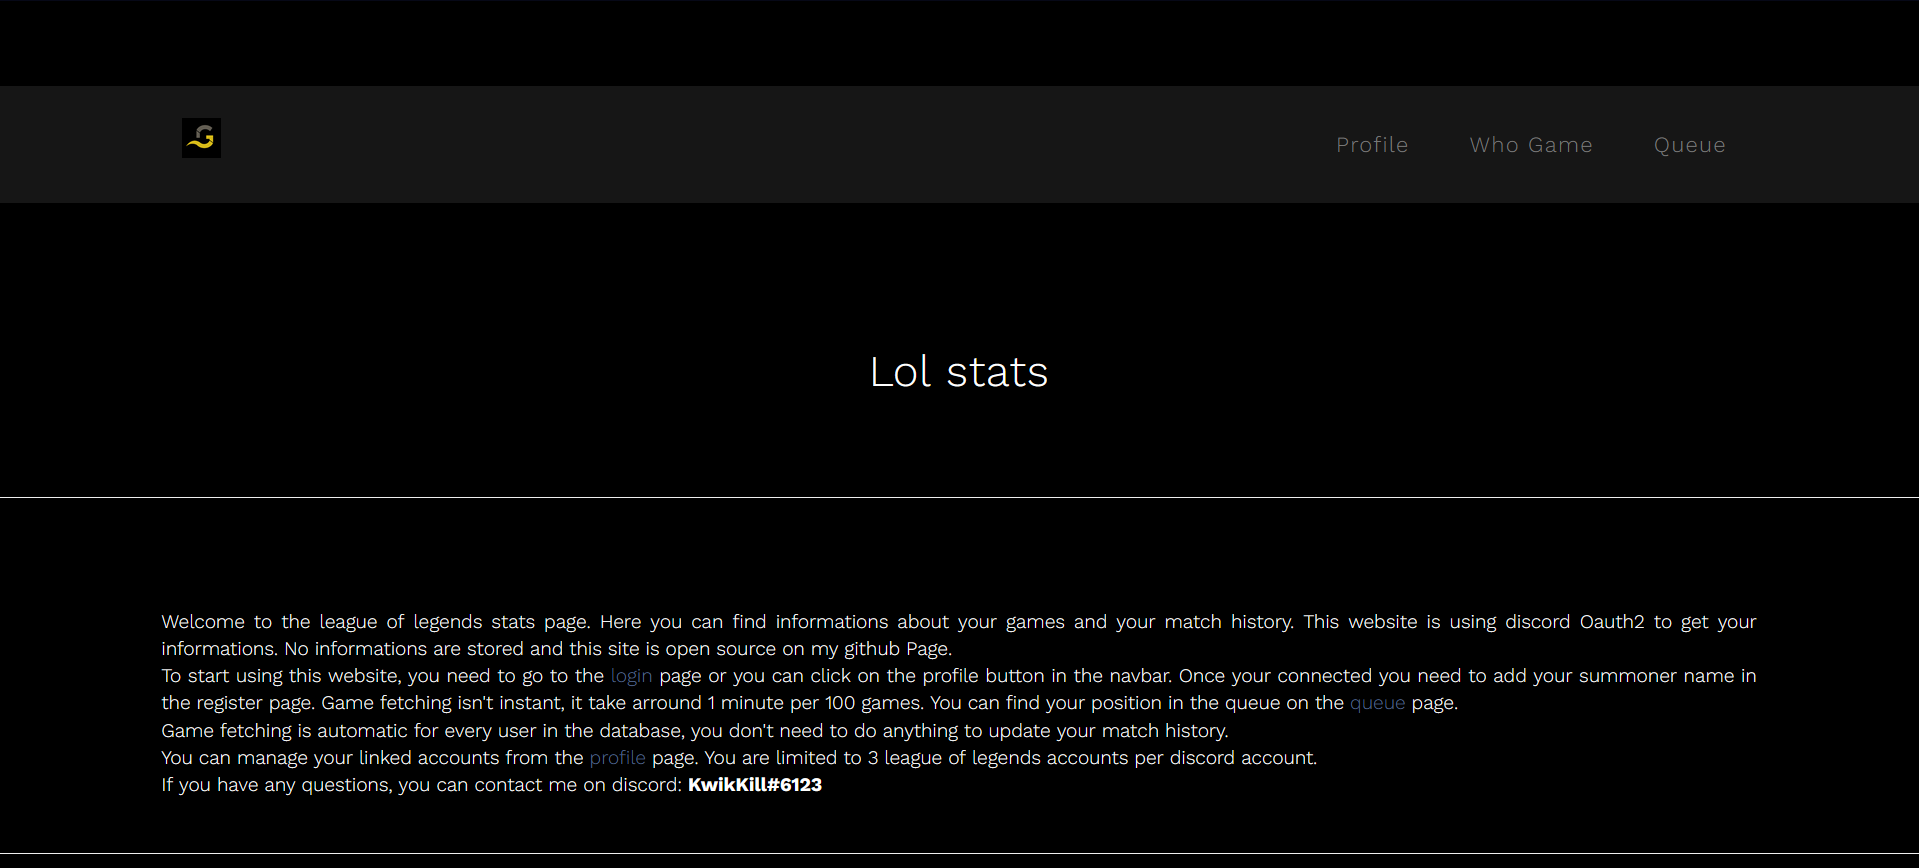 G
Profile
Who Game
Queue
Lol stats
Welcome to the league of legends stats page. Here you can find informations about your games and your match history. This website is using discord Oauth2 to get your
informations. No informations are stored and this site is open source on my github Page.
To start using this website, you need to go to the login page or you can click on the profile button in the navbar. Once your connected you need to add your summoner name in
the register page. Game fetching isn't instant, it take arround 1 minute per 100 games. You can find your position in the queue on the queue page.
Game fetching is automatic for every user in the database, you don't need to do anything to update your match history.
You can manage your linked accounts from the profile page. You are limited to 3 league of legends accounts per discord account.
If you have any questions, you can contact me on discord: KwikKill#6123